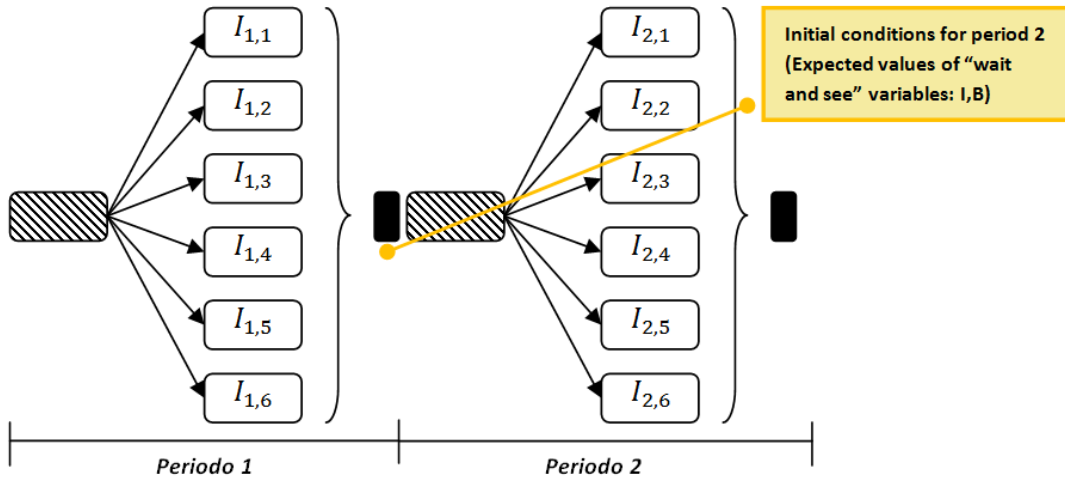 I1,1
I1,2
I1,3
I1,4
I1,5
I1,6
I2,1
I2,2
I2,3
I2,4
I2,5
I2,6
Initial conditions for period 2
(Expected values of “wait
and see” variables: I,B)
Periodo 1
Periodo 2